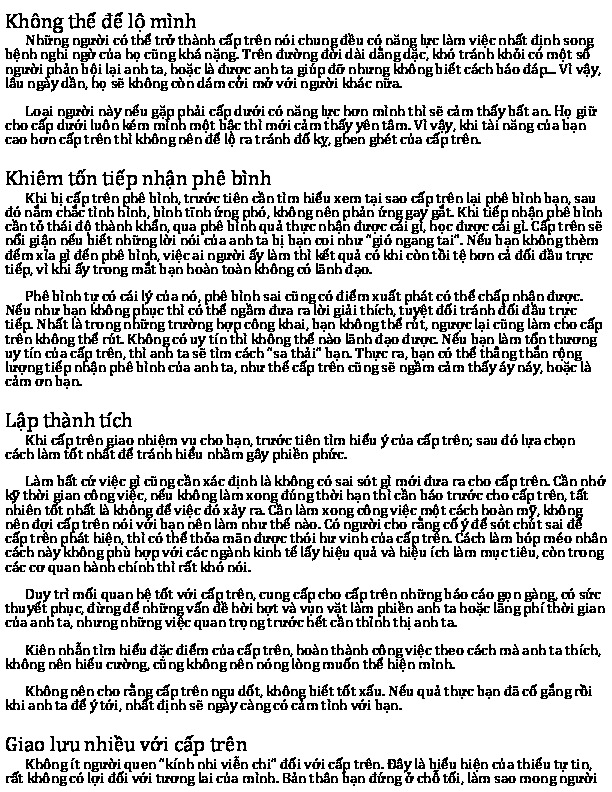 Không thể để lộ mình
Những người có thể trở thành cấp trên nói chung đều có năng lực làm việc nhất định song
bệnh nghi ngờ của họ cũng khá nặng. Trên đường đời dài dằng dặc, khó tránh khỏi có một số
người phản bội lại anh ta, hoặc là được anh ta giúp đỡ nhưng không biết cách báo đáp... Vì vậy,
lâu ngày dần, họ sẽ không còn dám cởi mở với người khác nữa.
Loại người này nếu gặp phải cấp dưới có năng lực hơn mình thì sẽ cảm thấy bất an. Họ giữ
cho cấp dưới luôn kém mình một bậc thì mới cảm thấy yên tâm. Vì vậy, khi tài năng của bạn
cao hơn cấp trên thì không nên để lộ ra tránh đố kỵ, ghen ghét của cấp trên.
Khiêm tốn tiếp nhận phê bình
Khi bị cấp trên phê bình, trước tiên cần tìm hiểu xem tại sao cấp trên lại phê bình bạn, sau
đó nắm chắc tình hình, bình tĩnh ứng phó, không nên phản ứng gay gắt. Khi tiếp nhận phê bình
cần tỏ thái độ thành khẩn, qua phê bình quả thực nhận được cái gì, học được cái gì. Cấp trên sẽ
nổi giận nếu biết những lời nói của anh ta bị bạn coi như “gió ngang tai”. Nếu bạn không thèm
đếm xỉa gì đến phê bình, việc ai người ấy làm thì kết quả có khi còn tồi tệ hơn cả đối đầu trực
tiếp, vì khi ấy trong mắt bạn hoàn toàn không có lãnh đạo.
Phê bình tự có cái lý của nó, phê bình sai cũng có điểm xuất phát có thể chấp nhận được.
Nếu như bạn không phục thì có thể ngầm đưa ra lời giải thích, tuyệt đối tránh đối đầu trực
tiếp. Nhất là trong những trường hợp công khai, bạn không thể rút, ngược lại cũng làm cho cấp
trên không thể rút. Không có uy tín thì không thể nào lãnh đạo được. Nếu bạn làm tổn thương
uy tín của cấp trên, thì anh ta sẽ tìm cách “sa thải” bạn. Thực ra, bạn có thể thẳng thắn rộng
lượng tiếp nhận phê bình của anh ta, như thế cấp trên cũng sẽ ngầm cảm thấy áy náy, hoặc là
cảm ơn bạn.
Lập thành tích
Khi cấp trên giao nhiệm vụ cho bạn, trước tiên tìm hiểu ý của cấp trên; sau đó lựa chọn
cách làm tốt nhất để tránh hiểu nhầm gây phiền phức.
Làm bất cứ việc gì cũng cần xác định là không có sai sót gì mới đưa ra cho cấp trên. Cần nhớ
kỹ thời gian công việc, nếu không làm xong đúng thời hạn thì cần báo trước cho cấp trên, tất
nhiên tốt nhất là không để việc đó xảy ra. Cần làm xong công việc một cách hoàn mỹ, không
nên đợi cấp trên nói với bạn nên làm như thế nào. Có người cho rằng cố ý để sót chút sai để
cấp trên phát hiện, thì có thể thỏa mãn được thói hư vinh của cấp trên. Cách làm bóp méo nhân
cách này không phù hợp với các ngành kinh tế lấy hiệu quả và hiệu ích làm mục tiêu, còn trong
các cơ quan hành chính thì rất khó nói.
Duy trì mối quan hệ tốt với cấp trên, cung cấp cho cấp trên những báo cáo gọn gàng, có sức
thuyết phục, đừng để những vấn đề hời hợt và vụn vặt làm phiền anh ta hoặc lãng phí thời gian
của anh ta, nhưng những việc quan trọng trước hết cần thỉnh thị anh ta.
Kiên nhẫn tìm hiểu đặc điểm của cấp trên, hoàn thành công việc theo cách mà anh ta thích,
không nên hiếu cường, cũng không nên nóng lòng muốn thể hiện mình.
Không nên cho rằng cấp trên ngu dốt, không biết tốt xấu. Nếu quả thực bạn đã cố gắng rồi
khi anh ta để ý tới, nhất định sẽ ngày càng có cảm tình với bạn.
Giao lưu nhiều với cấp trên
Không ít người quen “kính nhi viễn chi” đối với cấp trên. Đây là biểu hiện của thiếu tự tin,
rất không có lợi đối với tương lai của mình. Bản thân bạn đứng ở chỗ tối, làm sao mong người